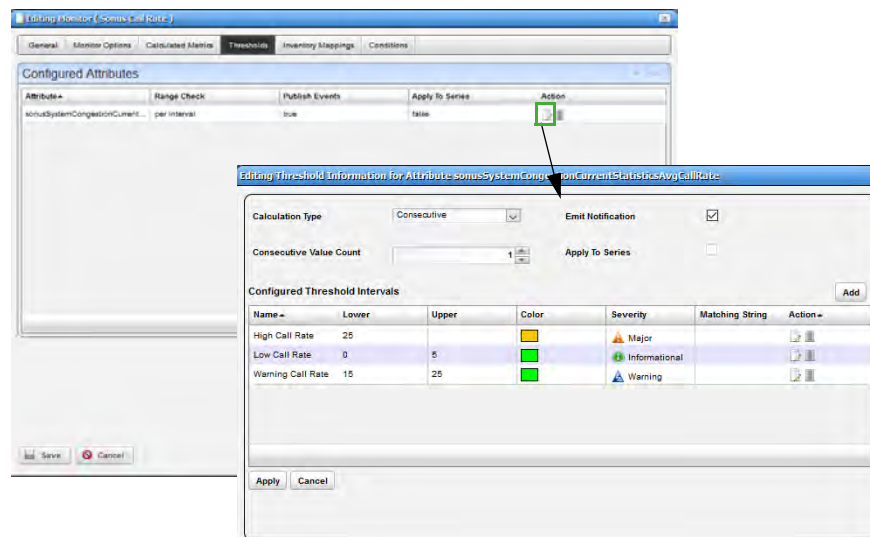 Editing Monitor ( Sonus Call Rate )
General Monitor Options Calculated Metrics Thresholds Inventory Mappings Conditions
Configured Attributes
Attribute Range Check Publish Events Apply To Series Action
sonusSystemCongestionCurrent... per interval true false
Editing Threshold Information for Attribute sonusSystemCongestionCurrentStatisticsAvgCallRate
Calculation Type Consecutive Emit Notification
Consecutive Value Count 1 Apply To Series
Configured Threshold Intervals Add
Name Lower Upper Color Severity Matching String Action
High Call Rate 25 Major
Low Call Rate 0 5 Informational
Warning Call Rate 15 25 Warning
Save Cancel
Apply Cancel